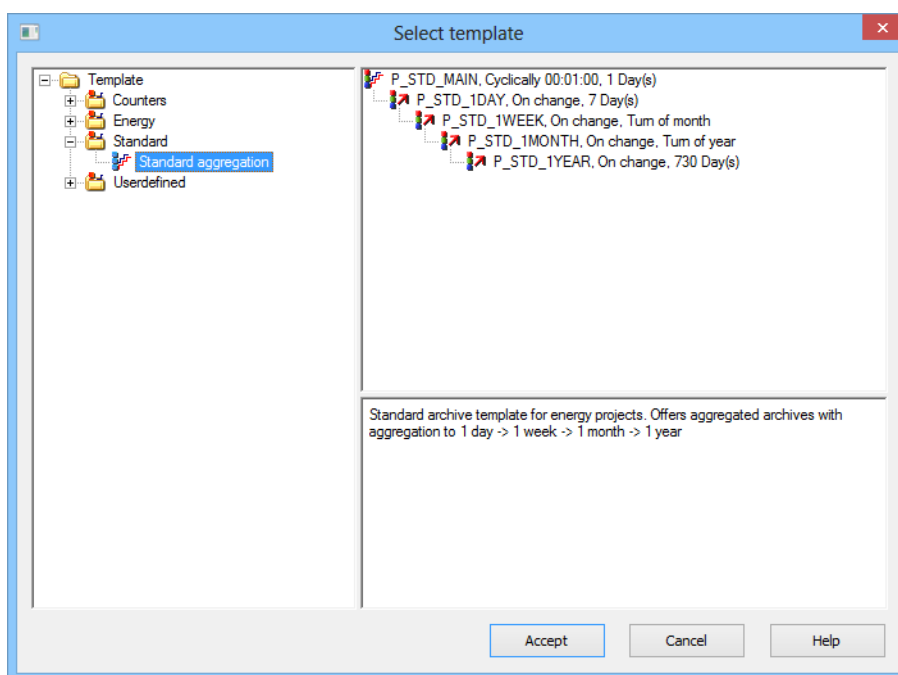 Select template
Template
Counters
Energy
Standard
Standard aggregation
Userdefined
P_STD_MAIN, Cyclically 00:01:00, 1 Day(s)
P_STD_1DAY, On change, 7 Day(s)
P_STD_1WEEK, On change, Turn of month
P_STD_1MONTH, On change, Turn of year
P_STD_1YEAR, On change, 730 Day(s)
Standard archive template for energy projects. Offers aggregated archives with
aggregation to 1 day -> 1 week -> 1 month -> 1 year
Accept
Cancel
Help